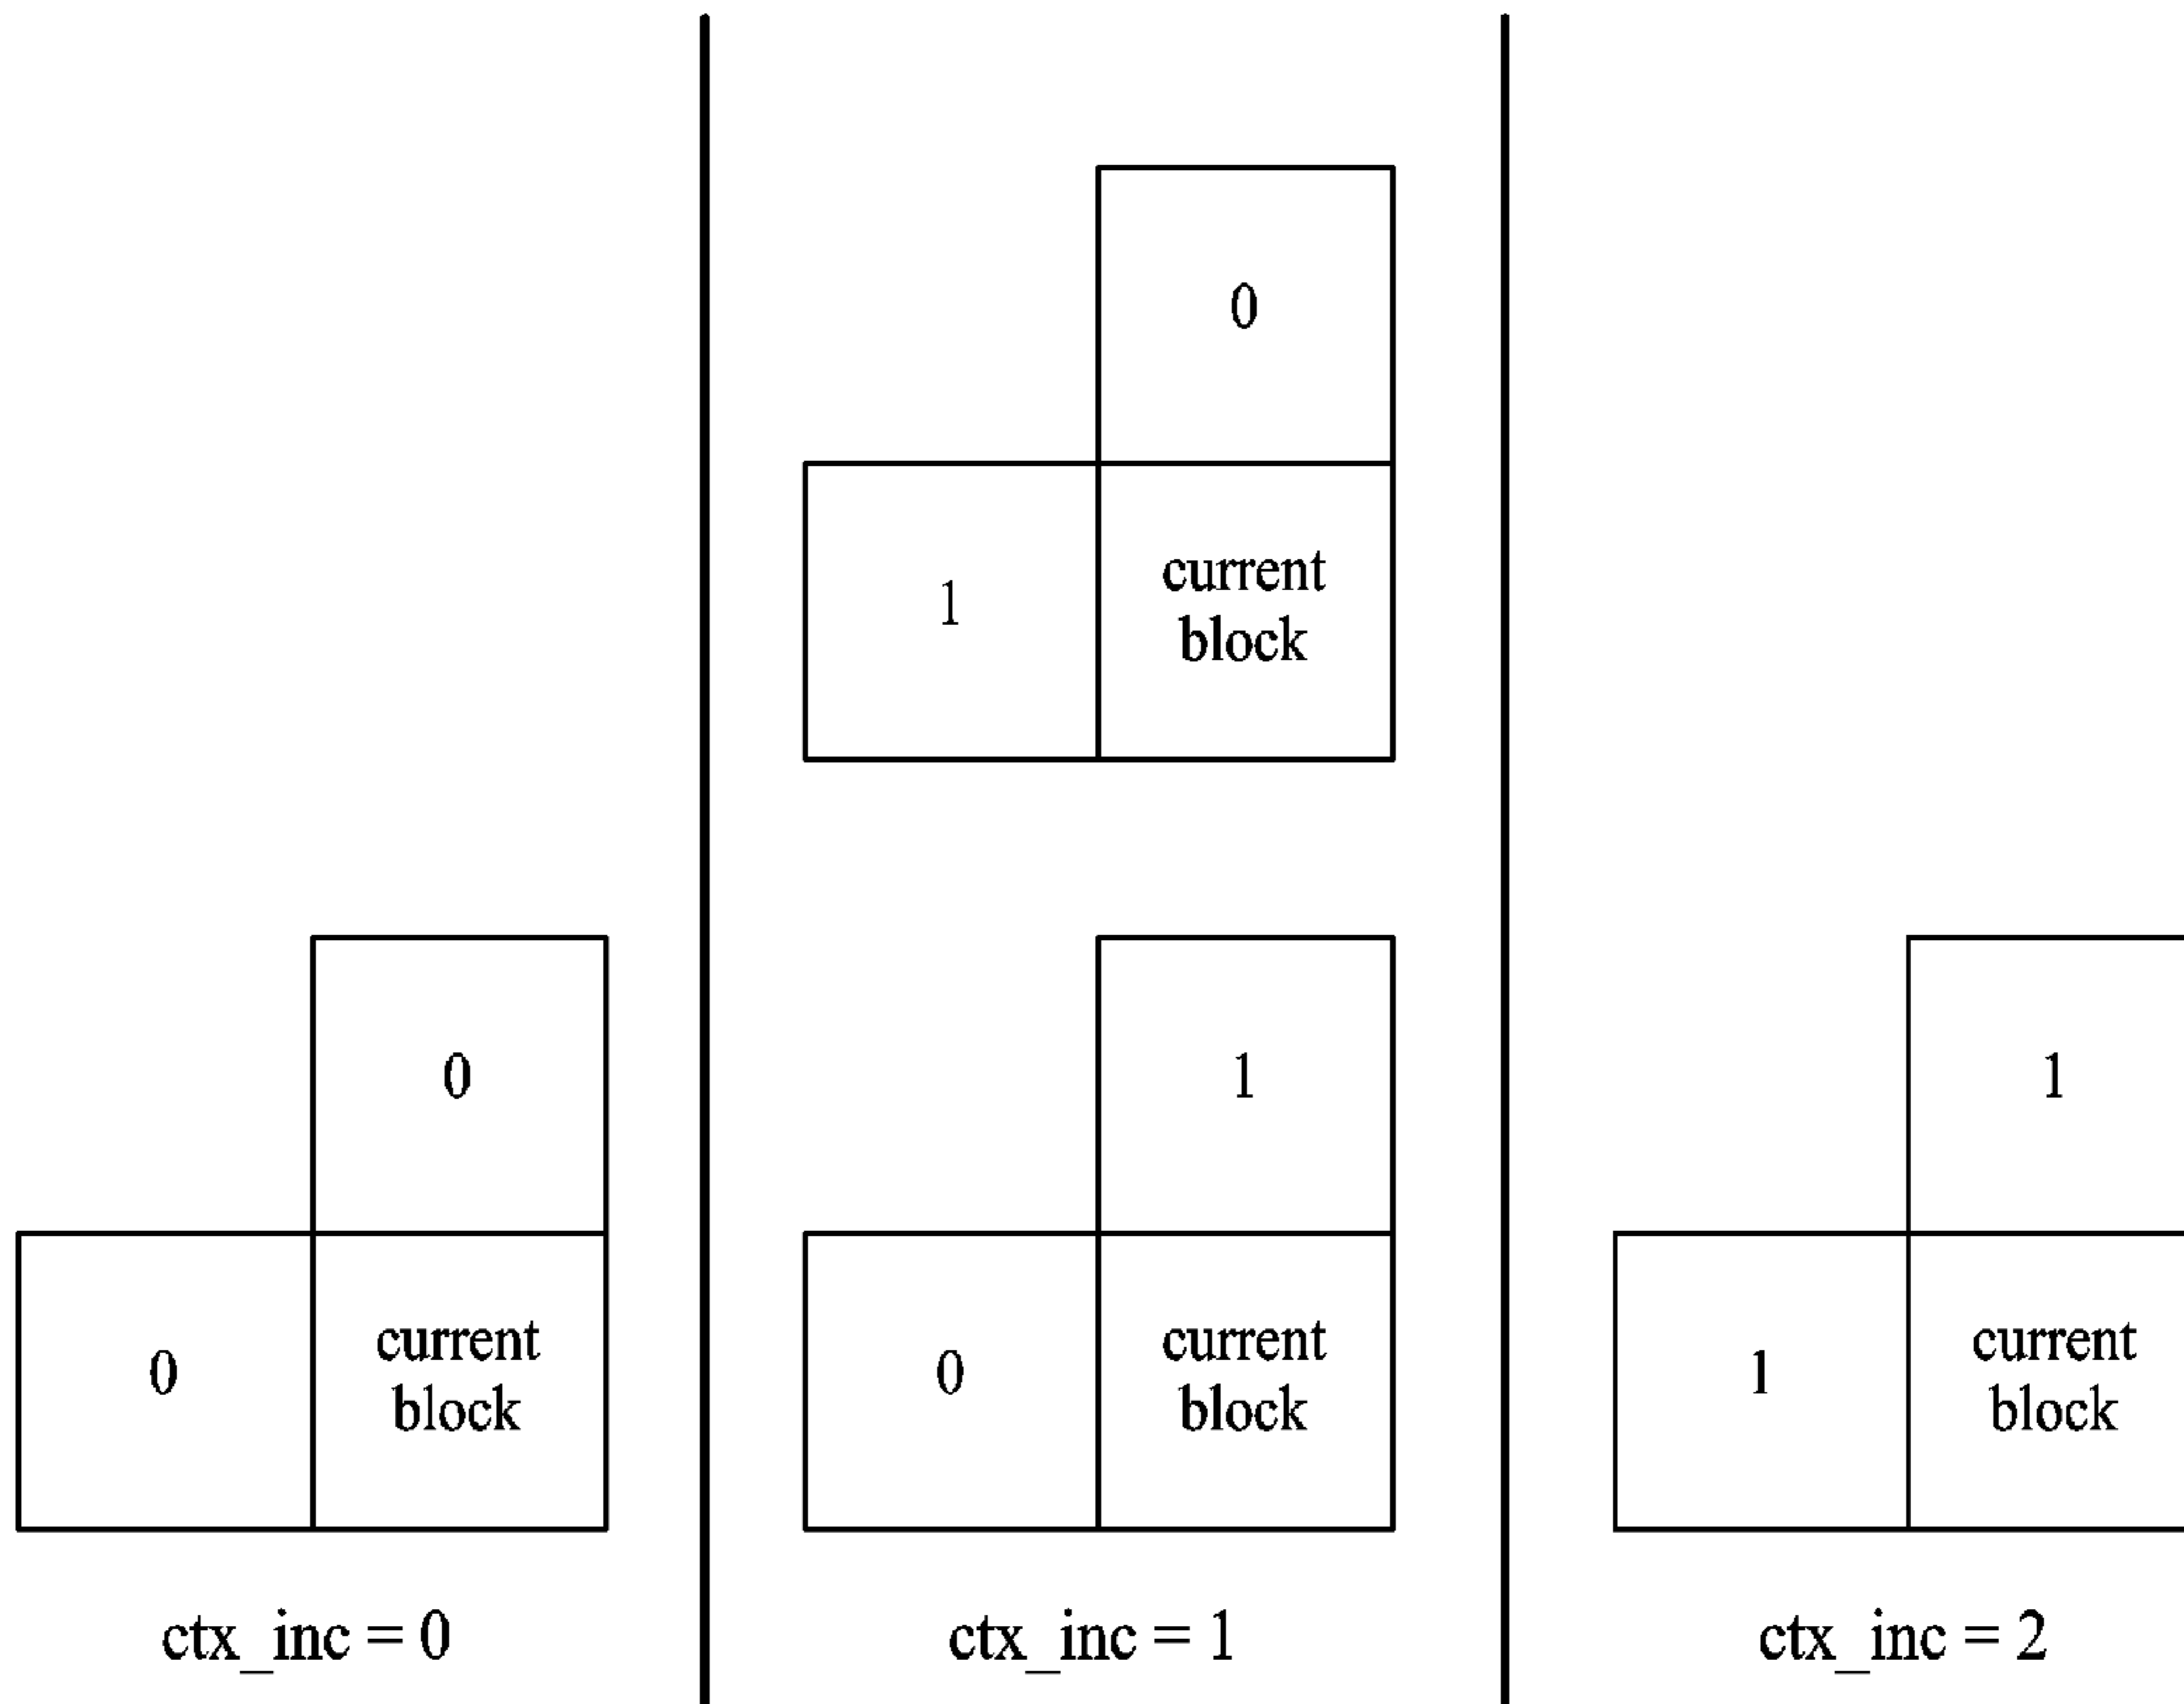 0
0
current
block
ctx_inc = 0
0
1
current
block
1
0
current
block
ctx_inc = 1
1
1
current
block
ctx_inc = 2